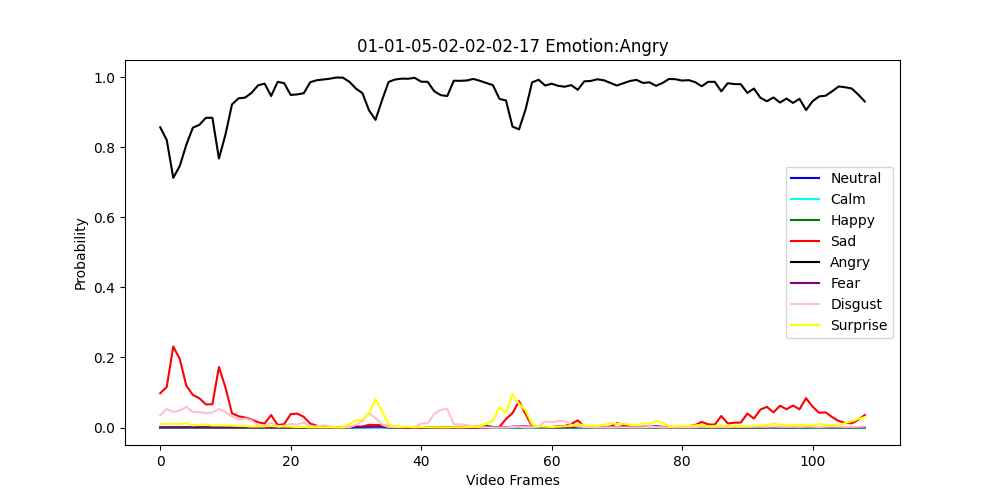 01-01-05-02-02-02-17 Emotion:Angry
Probability
1.0
0.8
0.6
0.4
0.2
0.0
Neutral
Calm
Happy
Sad
Angry
Fear
Disgust
Surprise
0 20 40 60 80 100
Video Frames